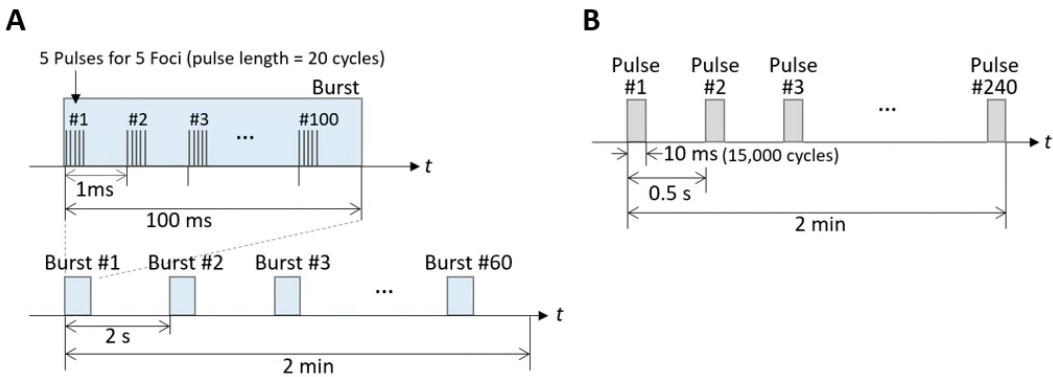 A
5 Pulses for 5 Foci (pulse length = 20 cycles)
Burst
#1 #2 #3 ... #100
t
1ms
100 ms
Burst #1 Burst #2 Burst #3 ... Burst #60
t
2 s
2 min
B
Pulse #1 Pulse #2 Pulse #3 ... Pulse #240
t
10 ms (15,000 cycles)
0.5 s
2 min